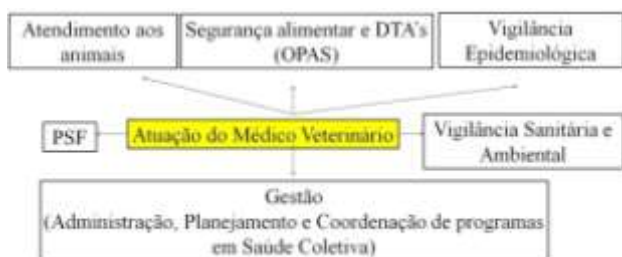 Atendimento aos
animais
Segurança alimentar e DTA's
(OPAS)
Vigilância
Epidemiológica
PSF
Atuação do Médico Veterinário
Vigilância Sanitária e
Ambiental
Gestão
(Administração, Planejamento e Coordenação de programas
em Saúde Coletiva)